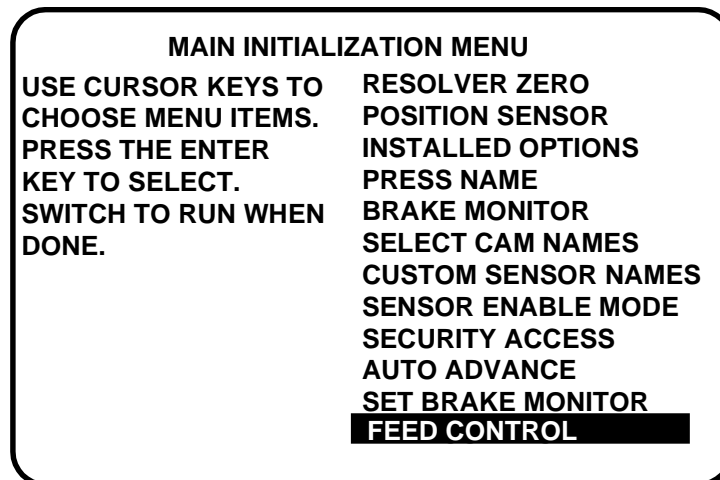 MAIN INITIALIZATION MENU
USE CURSOR KEYS TO
CHOOSE MENU ITEMS.
PRESS THE ENTER
KEY TO SELECT.
SWITCH TO RUN WHEN
DONE.
RESOLVER ZERO
POSITION SENSOR
INSTALLED OPTIONS
PRESS NAME
BRAKE MONITOR
SELECT CAM NAMES
CUSTOM SENSOR NAMES
SENSOR ENABLE MODE
SECURITY ACCESS
AUTO ADVANCE
SET BRAKE MONITOR
FEED CONTROL